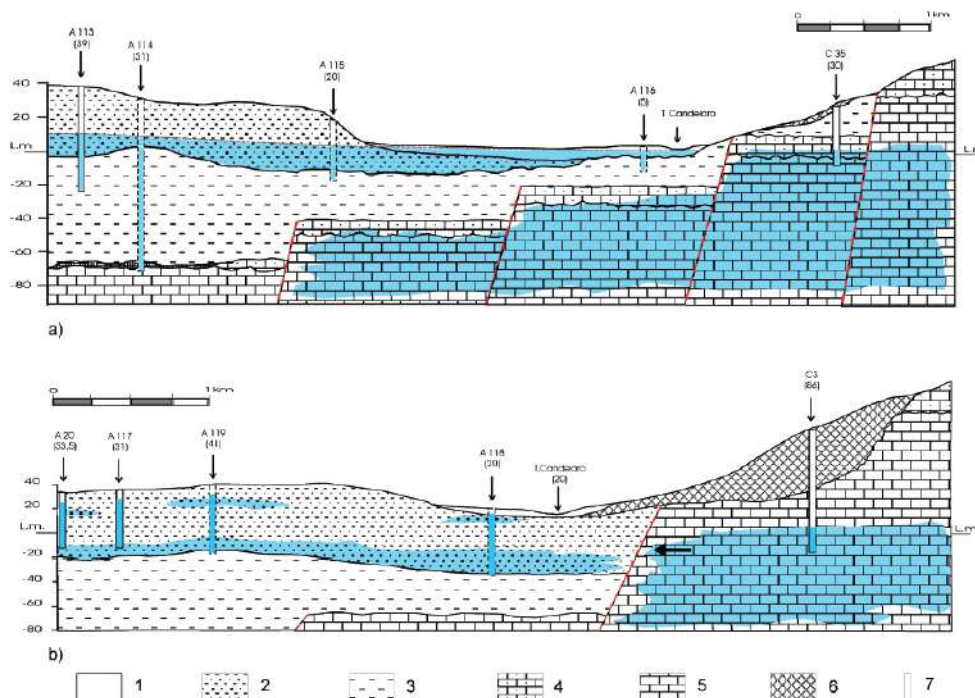 0 1 km
A 113
(39)
A 114
(31)
A 115
(20)
A 116
(5)
T. Candelaro
C 35
(30)
40
20
L.m.
-20
-40
-60
-80
L.m.
a)
0 1 km
A 20
(33,5)
A 117
(31)
A 119
(41)
A 118
(20)
T.Candelaro
(20)
C3
(86)
40
20
L.m.
-20
-40
-60
-80
L.m.
b)
1 2 3 4 5 6 7